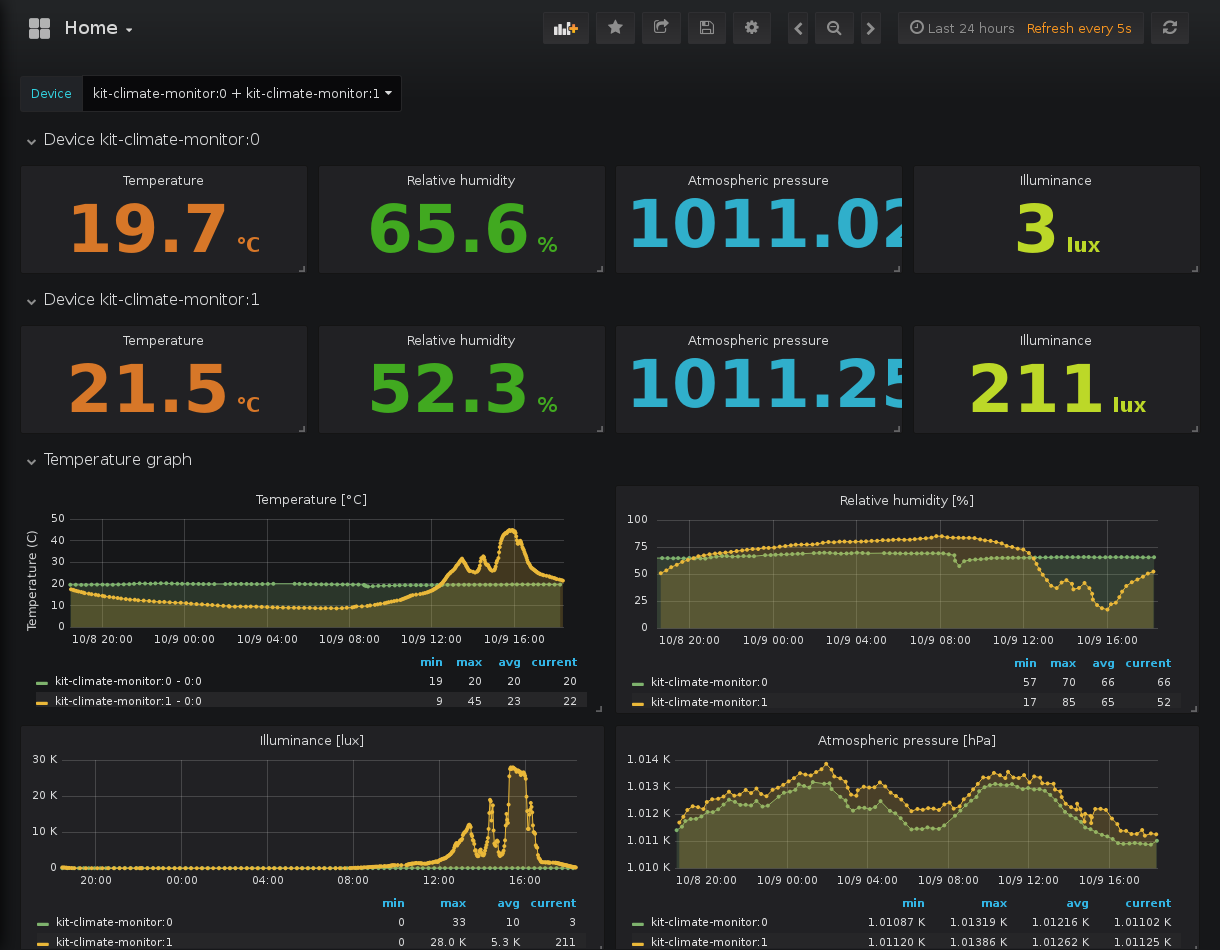 Home
Last 24 hours Refresh every 5s
Device kit-climate-monitor:0 + kit-climate-monitor:1
Device kit-climate-monitor:0
Temperature Relative humidity Atmospheric pressure Illuminance
19.7 °C 65.6 % 1011.02 3 lux
Device kit-climate-monitor:1
Temperature Relative humidity Atmospheric pressure Illuminance
21.5 °C 52.3 % 1011.25 211 lux
Temperature graph
Temperature [°C]
Temperature (C)
50
40
30
20
10
0
10/8 20:00 10/9 00:00 10/9 04:00 10/9 08:00 10/9 12:00 10/9 16:00
min max avg current
kit-climate-monitor:0 - 0:0 19 20 20 20
kit-climate-monitor:1 - 0:0 9 45 23 22
Relative humidity [%]
100
75
50
25
0
10/8 20:00 10/9 00:00 10/9 04:00 10/9 08:00 10/9 12:00 10/9 16:00
min max avg current
kit-climate-monitor:0 57 70 66 66
kit-climate-monitor:1 17 85 65 52
Illuminance [lux]
30 K
20 K
10 K
0
20:00 00:00 04:00 08:00 12:00 16:00
min max avg current
kit-climate-monitor:0 0 33 10 3
kit-climate-monitor:1 0 28.0 K 5.3 K 211
Atmospheric pressure [hPa]
1.014 K
1.013 K
1.012 K
1.011 K
1.010 K
10/8 20:00 10/9 00:00 10/9 04:00 10/9 08:00 10/9 12:00 10/9 16:00
min max avg current
kit-climate-monitor:0 1.01087 K 1.01319 K 1.01216 K 1.01102 K
kit-climate-monitor:1 1.01120 K 1.01386 K 1.01262 K 1.01125 K